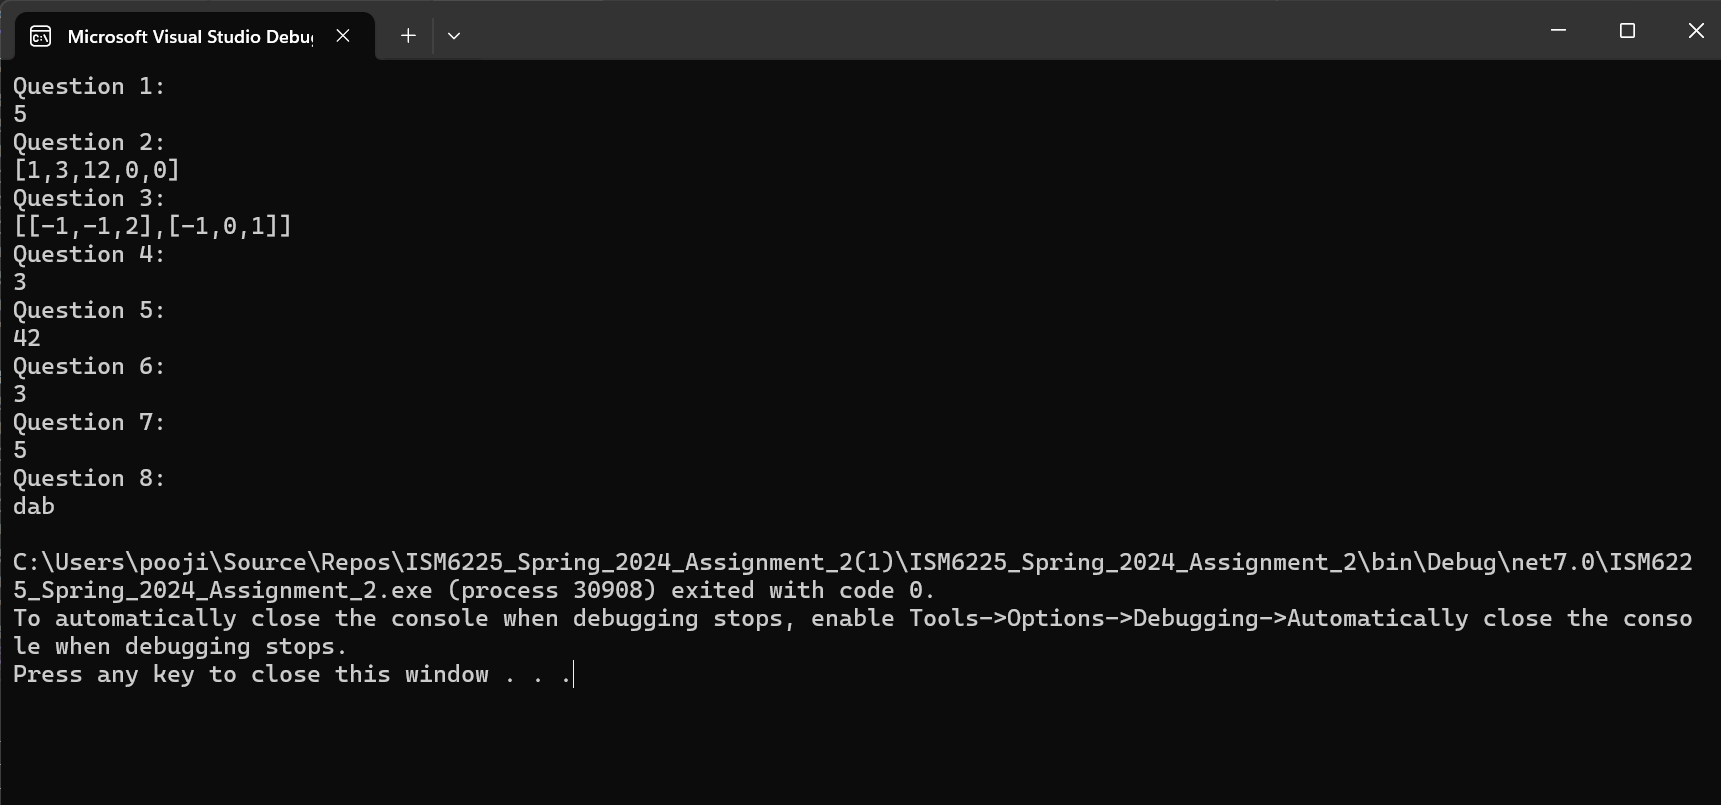 Microsoft Visual Studio Debu
Question 1:
5
Question 2:
[1,3,12,0,0]
Question 3:
[[-1,-1,2],[-1,0,1]]
Question 4:
3
Question 5:
42
Question 6:
3
Question 7:
5
Question 8:
dab
C:\Users\pooji\Source\Repos\ISM6225_Spring_2024_Assignment_2(1)\ISM6225_Spring_2024_Assignment_2\bin\Debug\net7.0\ISM622
5_Spring_2024_Assignment_2.exe (process 30908) exited with code 0.
To automatically close the console when debugging stops, enable Tools->Options->Debugging->Automatically close the conso
le when debugging stops.
Press any key to close this window . . .